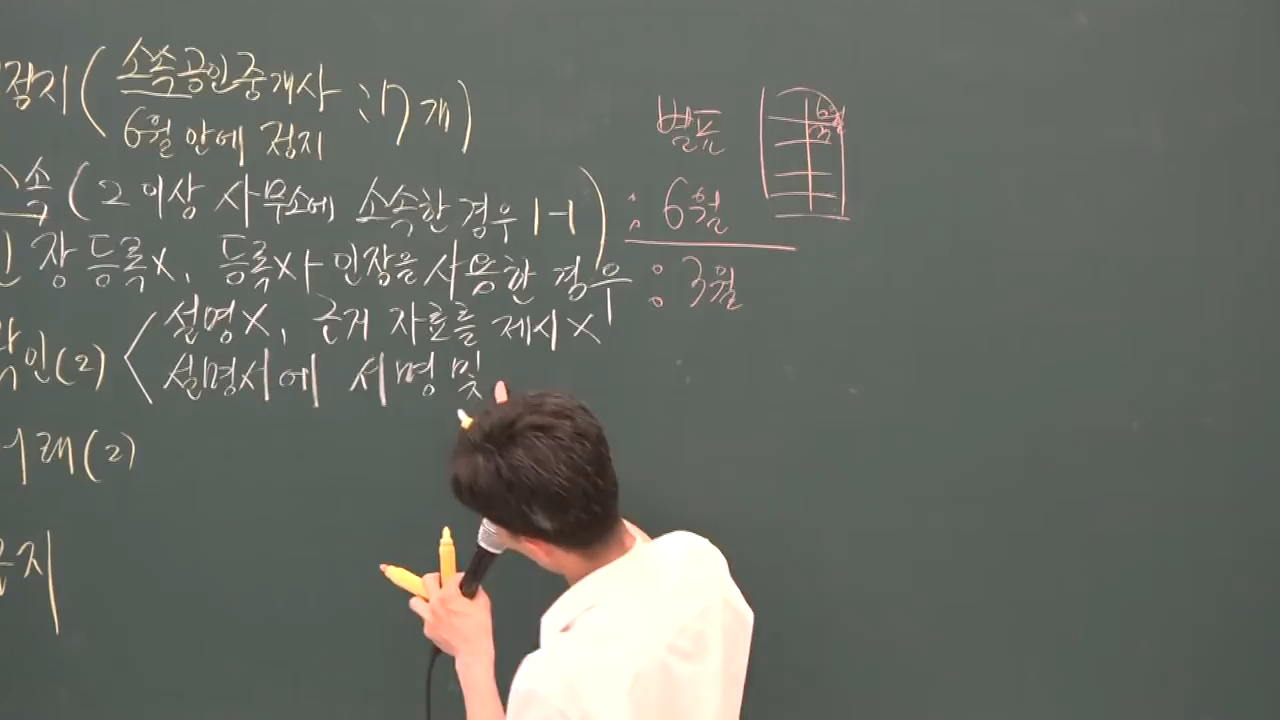 정지 ( 소속공인중개사 : 7개 )
6월 안에 정지
별표
6월
3
소속 ( 2 이상 사무소에 소속한 경우 1-1 ) : 6월
인장 등록X, 등록X사 인장을 사용한 경우 : 3월
확인(2) < 설명X, 근거 자료를 제시X
설명서에 서명 및
거래(2)
금지